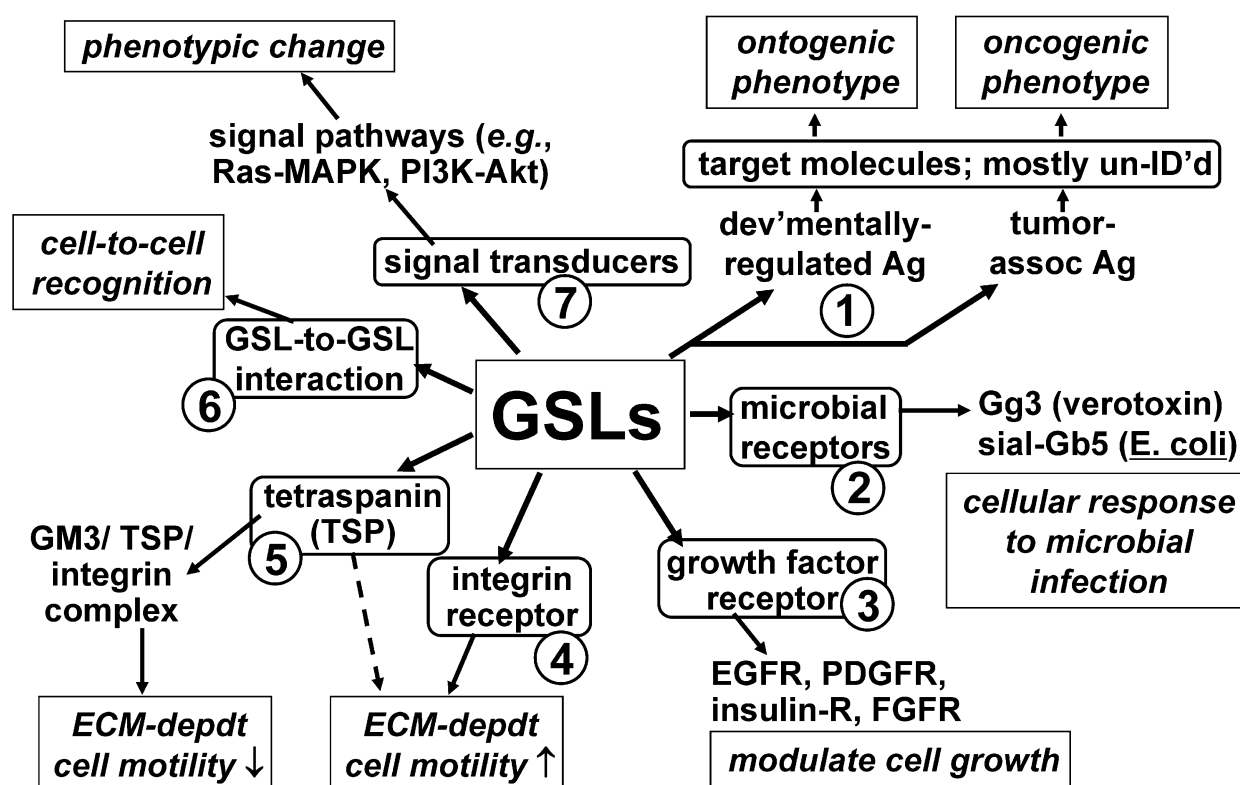 phenotypic change
ontogenic
phenotype
oncogenic
phenotype
signal pathways (e.g.,
Ras-MAPK, PI3K-Akt)
target molecules; mostly un-ID’d
cell-to-cell
recognition
signal transducers
7
dev’mentally-
regulated Ag
tumor-
assoc Ag
1
GSL-to-GSL
interaction
6
GSLs
microbial
receptors
2
Gg3 (verotoxin)
sial-Gb5 (E. coli)
cellular response
to microbial
infection
tetraspanin
(TSP)
5
GM3/ TSP/
integrin
complex
integrin
receptor
4
growth factor
receptor
3
EGFR, PDGFR,
insulin-R, FGFR
modulate cell growth
ECM-depdt
cell motility ↓
ECM-depdt
cell motility ↑